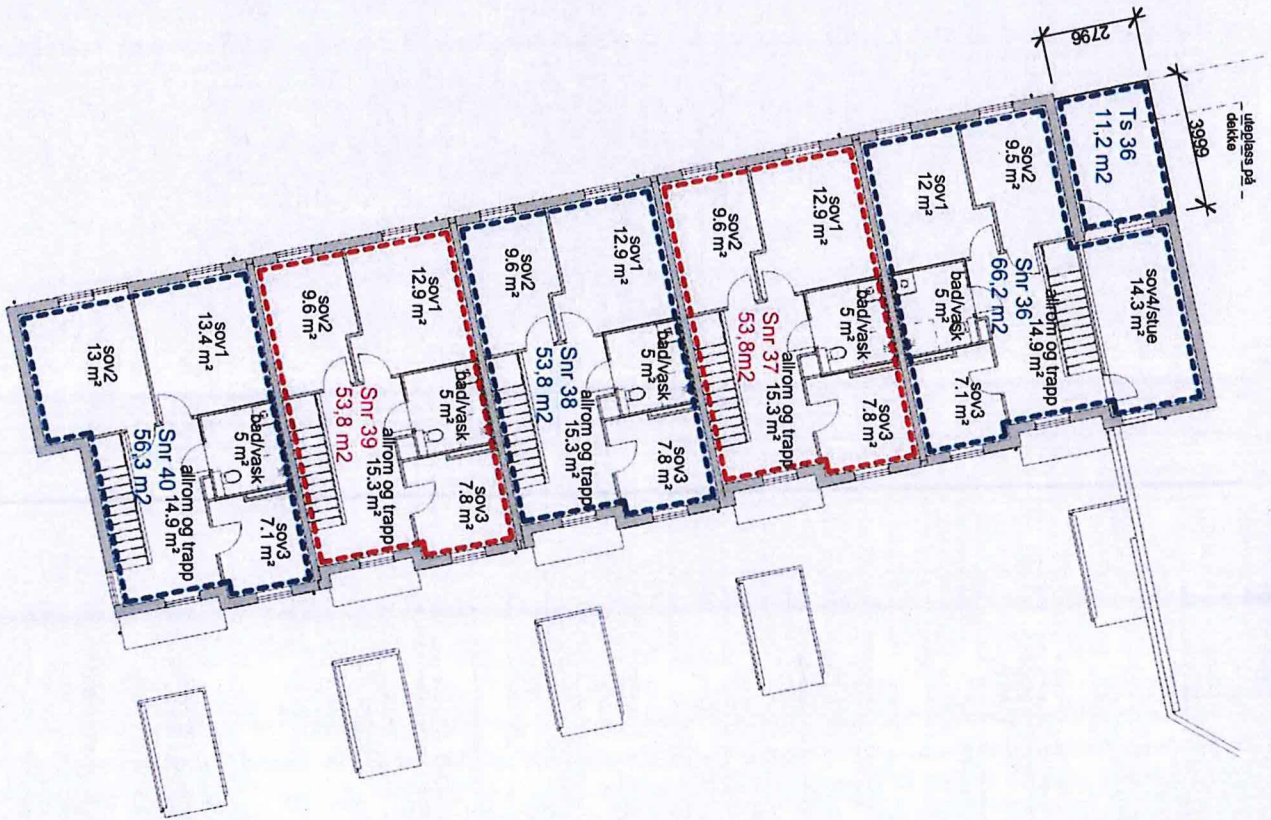 uteplass på
dekke
2796
3999
Ts 36
11,2 m2
sov2
9.5 m²
sov1
12 m²
Snr 36
66,2 m2
allrom og trapp
14.9 m²
sov4/stue
14.3 m²
bad/vask
5 m²
sov3
7.1 m²
sov1
12.9 m²
sov2
9.6 m²
bad/vask
5 m²
Snr 37
53,8m2
allrom og trapp
15.3 m²
sov3
7.8 m²
sov1
12.9 m²
sov2
9.6 m²
bad/vask
5 m²
Snr 38
53,8 m2
allrom og trapp
15.3 m²
sov3
7.8 m²
sov1
12.9 m²
sov2
9.6 m²
bad/vask
5 m²
Snr 39
53,8 m2
allrom og trapp
15.3 m²
sov3
7.8 m²
sov1
13.4 m²
sov2
13 m²
bad/vask
5 m²
Snr 40
56,3 m2
allrom og trapp
14.9 m²
sov3
7.1 m²